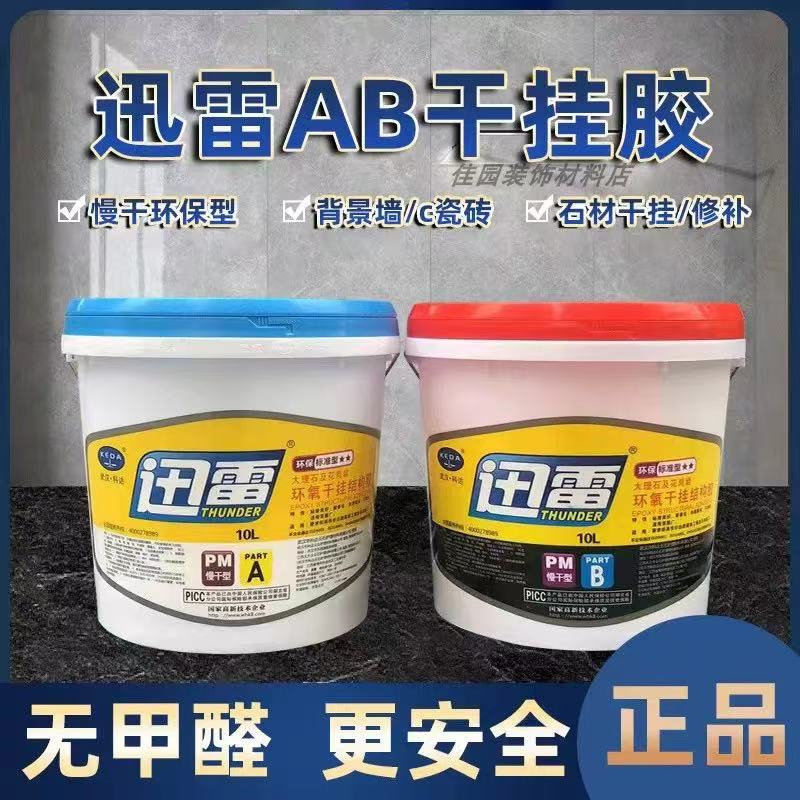 迅雷AB干挂胶
佳园装饰材料店
慢干环保型 背景墙/c瓷砖 石材干挂/修补
KEDA
武汉·科达
迅雷®
THUNDER
10L
环保 标准型★★
大理石及花岗岩
环氧干挂结构胶
4000278989
PM
慢干型
PART
A
PICC
国家高新技术企业
KEDA
武汉·科达
迅雷®
THUNDER
10L
环保 标准型★★
大理石及花岗岩
环氧干挂结构胶
4000278989
PM
慢干型
PART
B
PICC
国家高新技术企业
无甲醛 更安全
正品